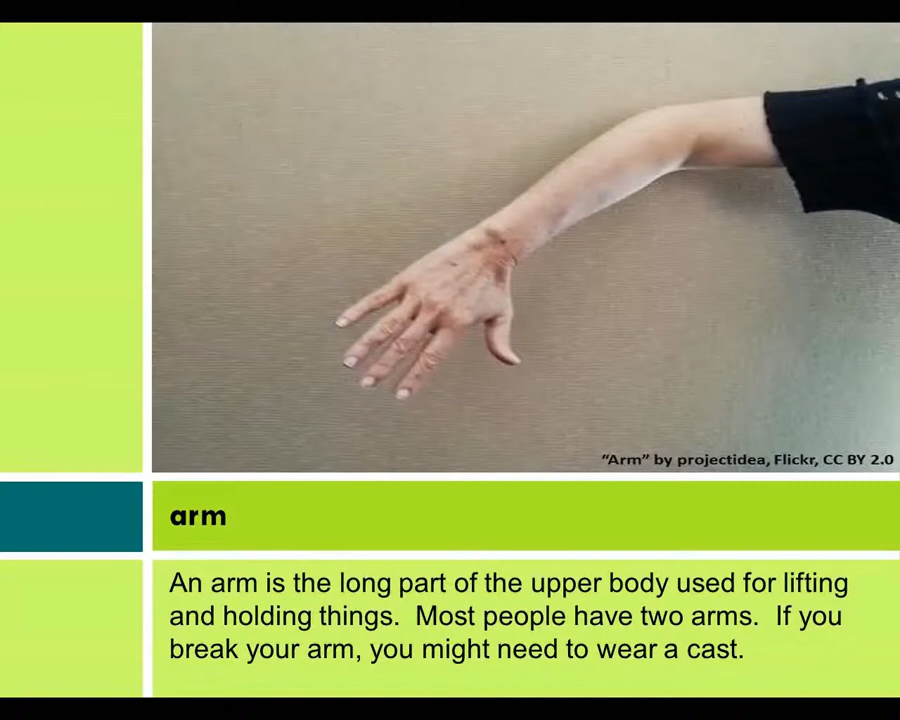 “Arm” by projectidea, Flickr, CC BY 2.0
arm
An arm is the long part of the upper body used for lifting
and holding things.  Most people have two arms.  If you
break your arm, you might need to wear a cast.